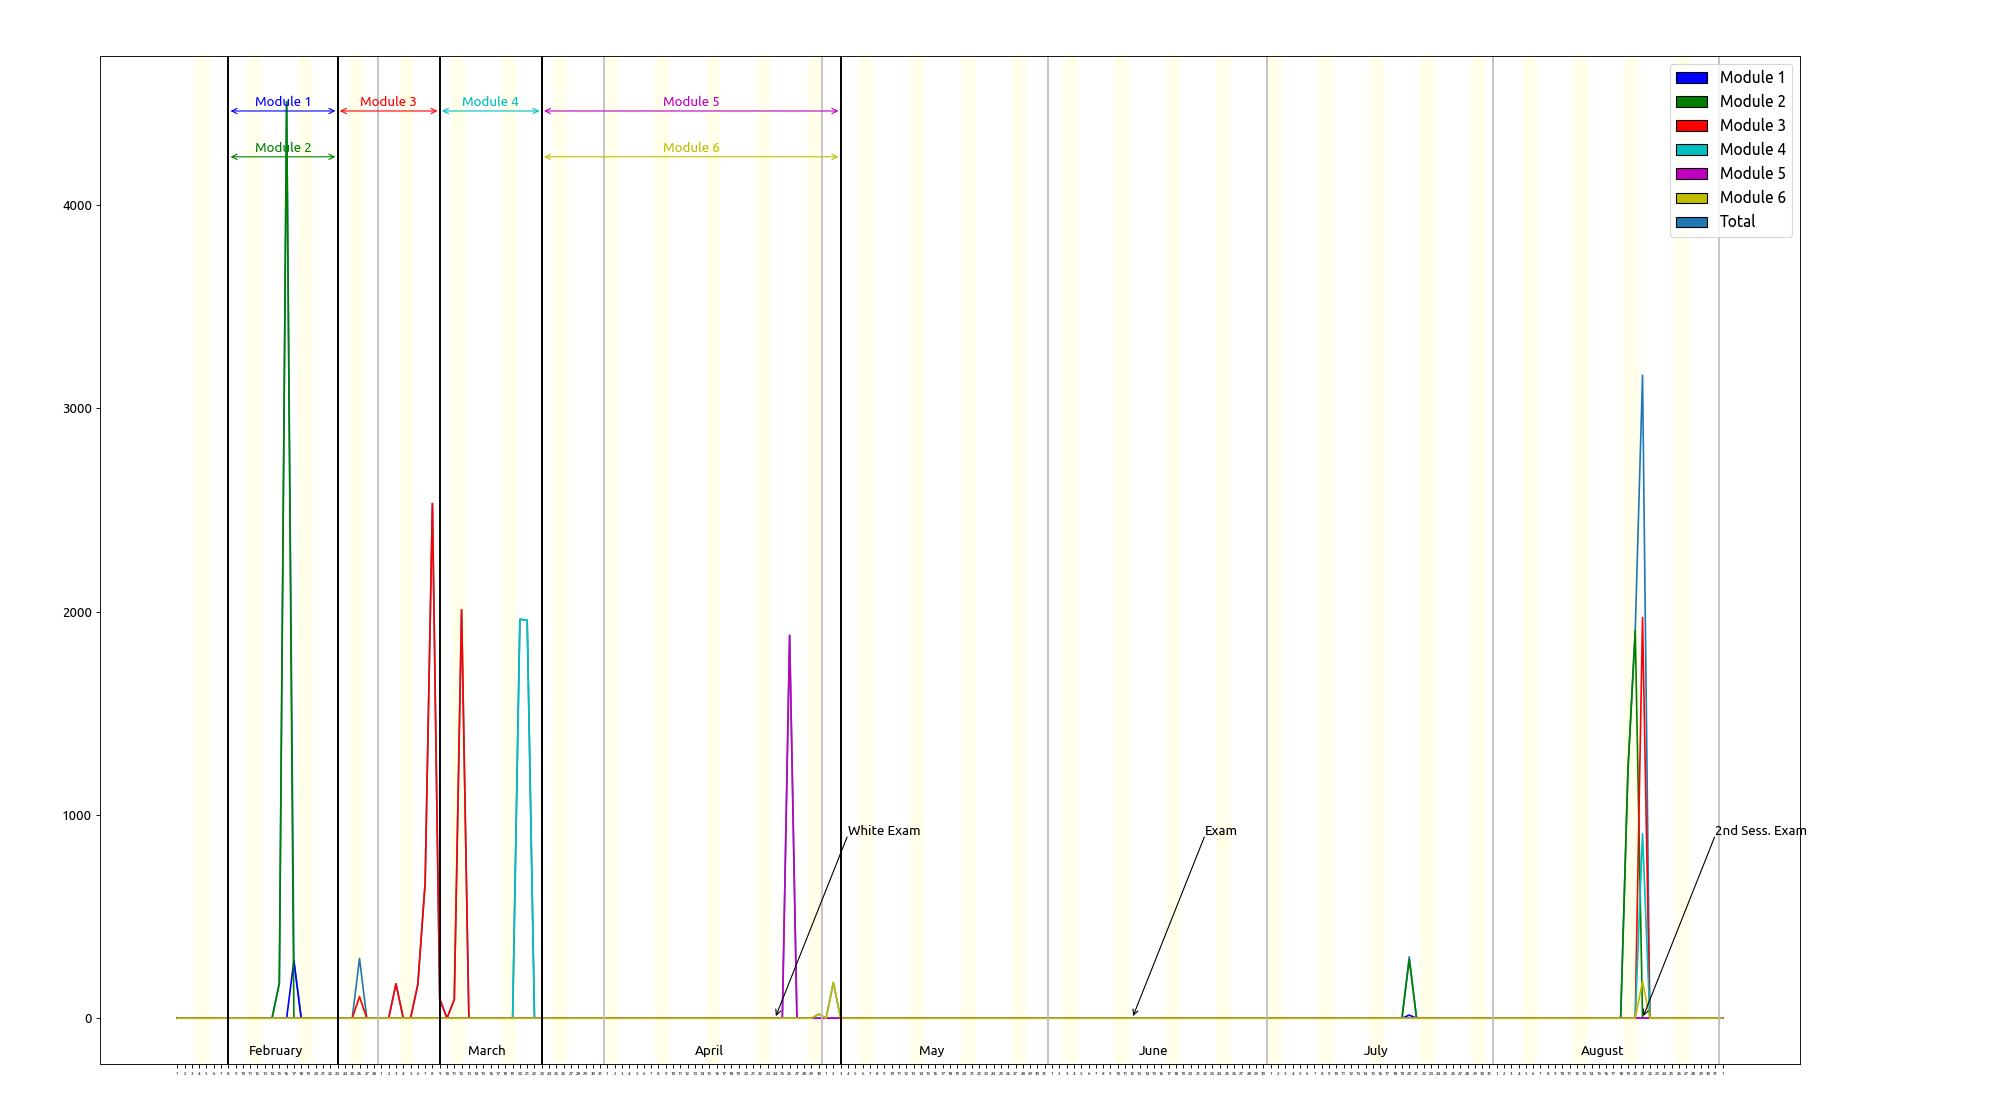 Module 1
Module 3
Module 4
Module 5
Module 2
Module 6
Module 1
Module 2
Module 3
Module 4
Module 5
Module 6
Total
4000
3000
2000
1000
0
White Exam
Exam
2nd Sess. Exam
February
March
April
May
June
July
August